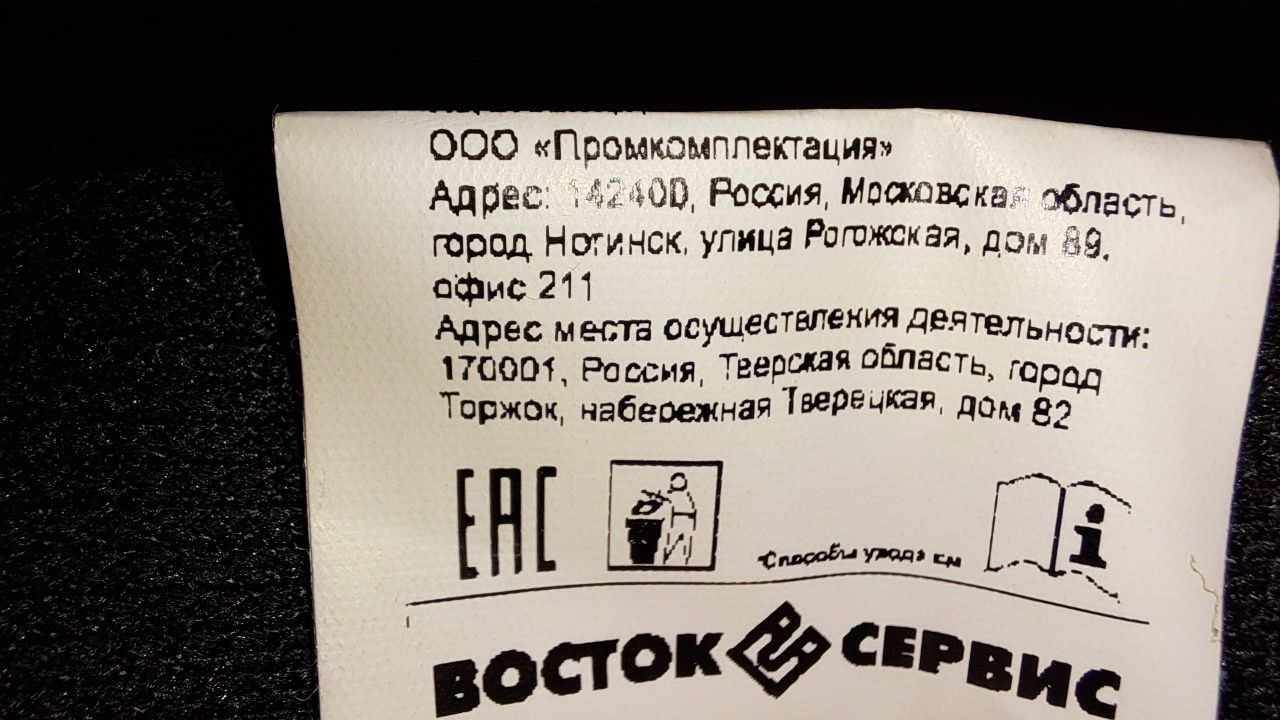 ООО «Промкомплектация»
Адрес: 142400, Россия, Московская область,
город Ногинск, улица Рогожская, дом 89,
офис 211
Адрес места осуществления деятельности:
170001, Россия, Тверская область, город
Торжок, набережная Тверецкая, дом 82
ЕАС
*Способы ухода см
i
ВОСТОК СЕРВИС